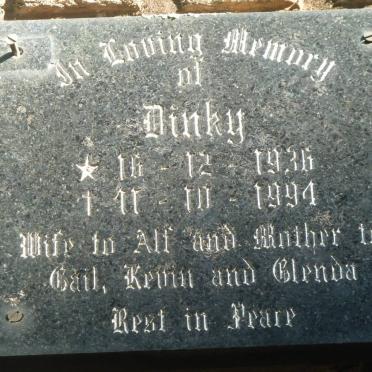 In Loving Memory
of
Dinky
★ 16 - 12 - 1936
† 11 - 10 - 1994
Wife to Alf and Mother to
Gail, Kevin and Glenda
Rest in Peace